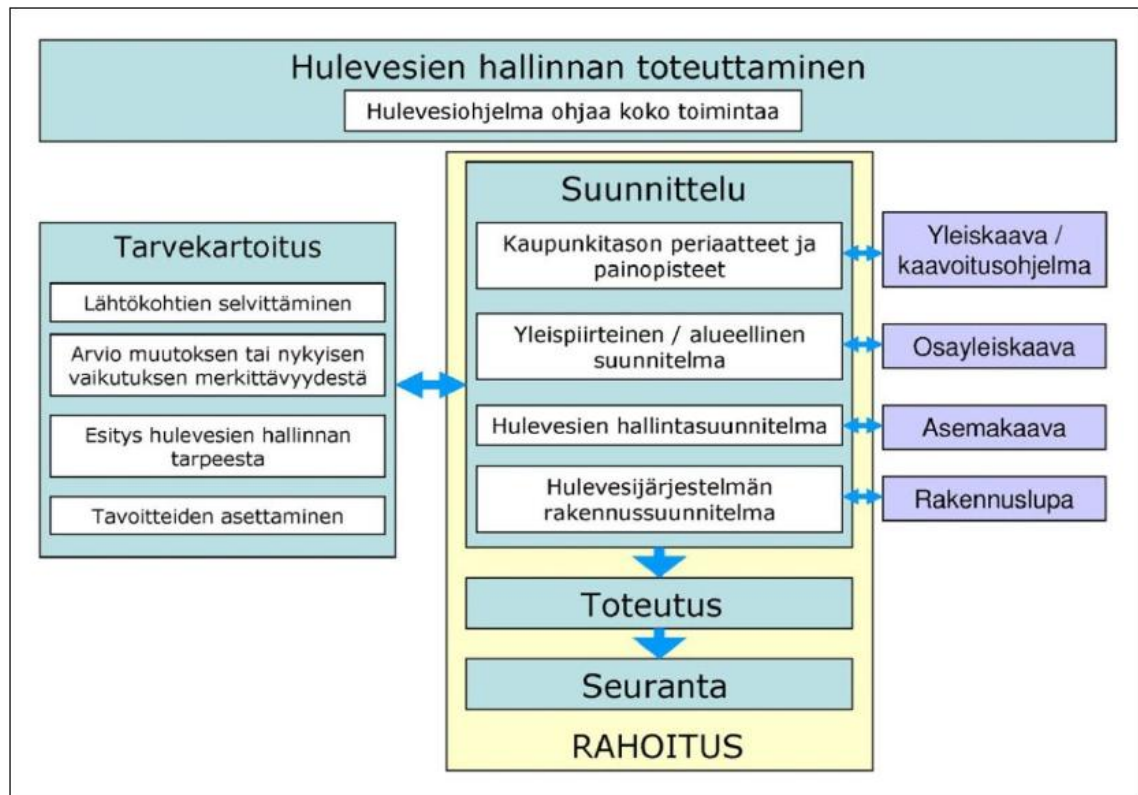 Hulevesien hallinnan toteuttaminen
Hulevesiohjelma ohjaa koko toimintaa
Tarvekartoitus
Lähtökohtien selvittäminen
Arvio muutoksen tai nykyisen
vaikutuksen merkittävyydestä
Esitys hulevesien hallinnan
tarpeesta
Tavoitteiden asettaminen
Suunnittelu
Kaupunkitason periaatteet ja
painopisteet
Yleispiirteinen / alueellinen
suunnitelma
Hulevesien hallintasuunnitelma
Hulevesijärjestelmän
rakennussuunnitelma
Yleiskaava /
kaavoitusohjelma
Osayleiskaava
Asemakaava
Rakennuslupa
Toteutus
Seuranta
RAHOITUS